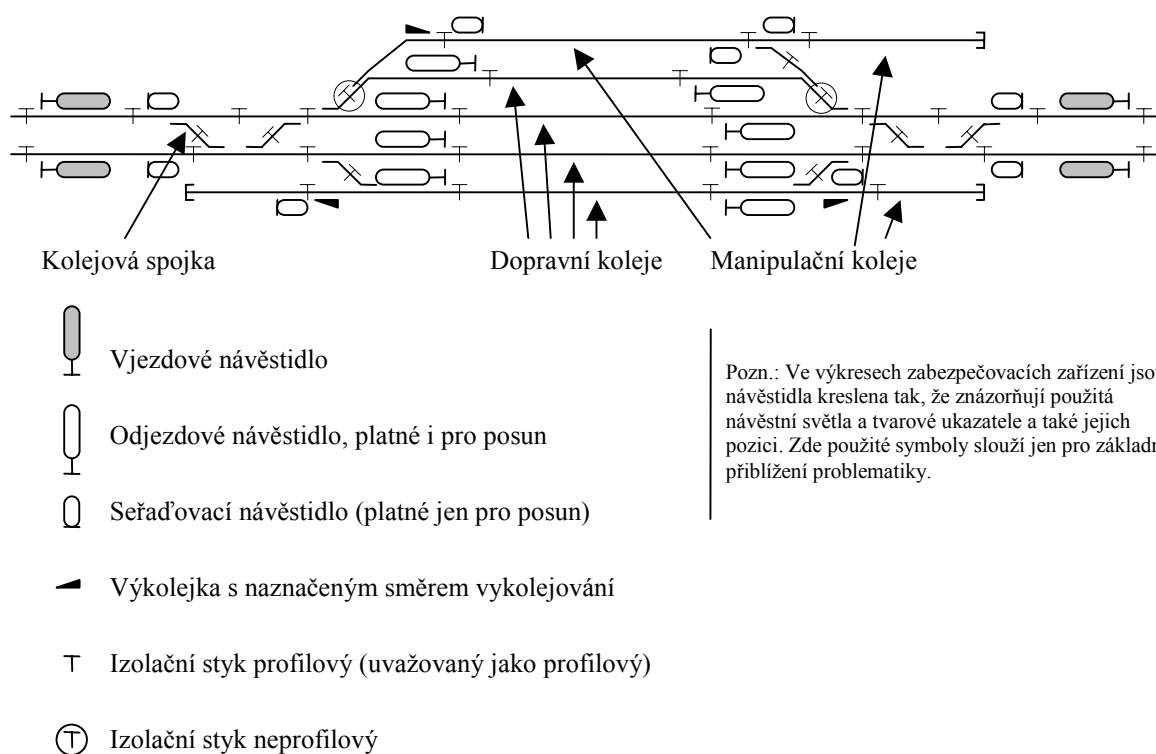 Kolejová spojka
Dopravní koleje
Manipulační koleje
Vjezdové návěstidlo
Odjezdové návěstidlo, platné i pro posun
Seřaďovací návěstidlo (platné jen pro posun)
Výkolejka s naznačeným směrem vykolejování
Izolační styk profilový (uvažovaný jako profilový)
Izolační styk neprofilový
Pozn.: Ve výkresech zabezpečovacích zařízení jso
návěstidla kreslena tak, že znázorňují použitá
návěstní světla a tvarové ukazatele a také jejich
pozici. Zde použité symboly slouží jen pro základn
přiblížení problematiky.